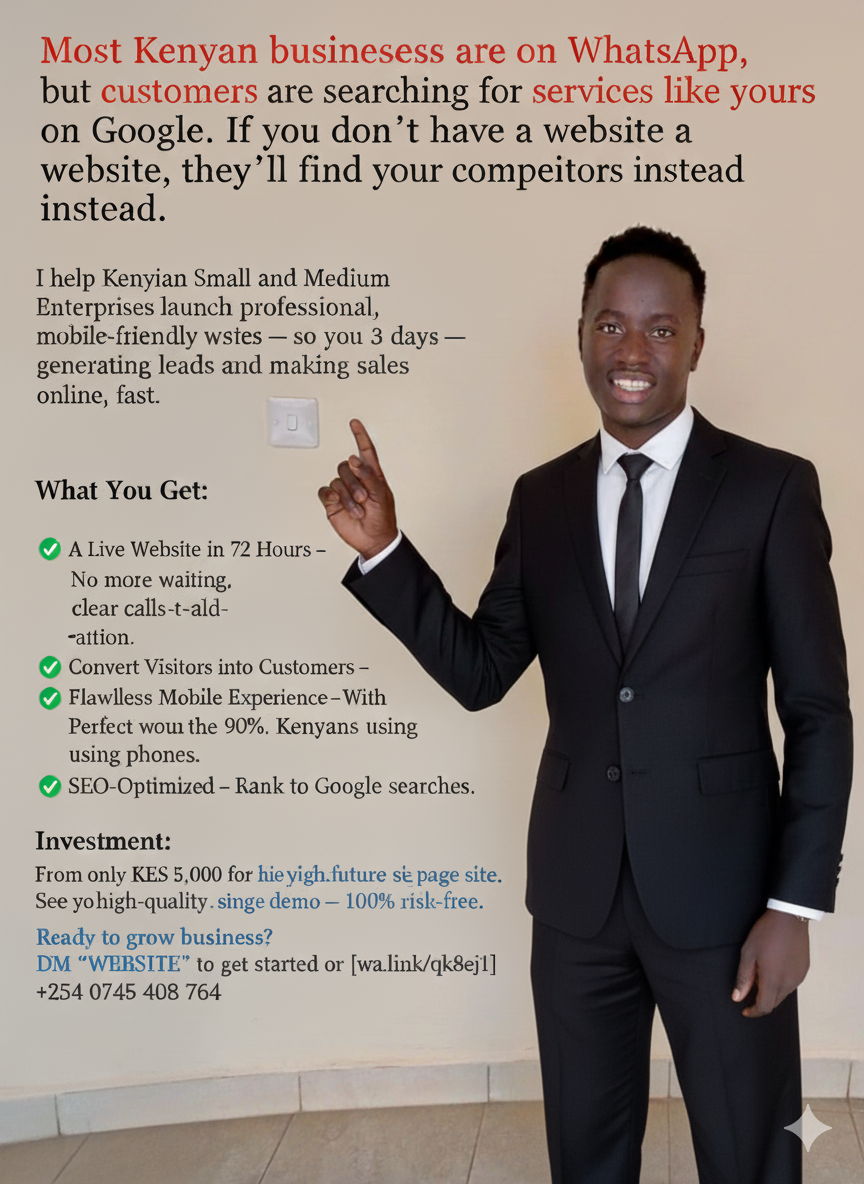 Most Kenyan businesess are on WhatsApp,
but customers are searching for services like yours
on Google. If you don’t have a website a
website, they’ll find your compeitors instead
instead.
I help Kenyian Small and Medium
Enterprises launch professional,
mobile-friendly wstes — so you 3 days —
generating leads and making sales
online, fast.
What You Get:
A Live Website in 72 Hours –
No more waiting.
clear calls-t-ald-
-attion.
Convert Visitors into Customers –
Flawlless Mobile Experience – With
Perfect wou the 90%. Kenyans using
using phones.
SEO-Optimized – Rank to Google searches.
Investment:
From only KES 5,000 for page site.
See yo high-quality. singe demo — 100% risk-free.
Ready to grow business?
DM “WEBSITE” to get started or [wa.link/qk8ej1]
+254 0745 408 764